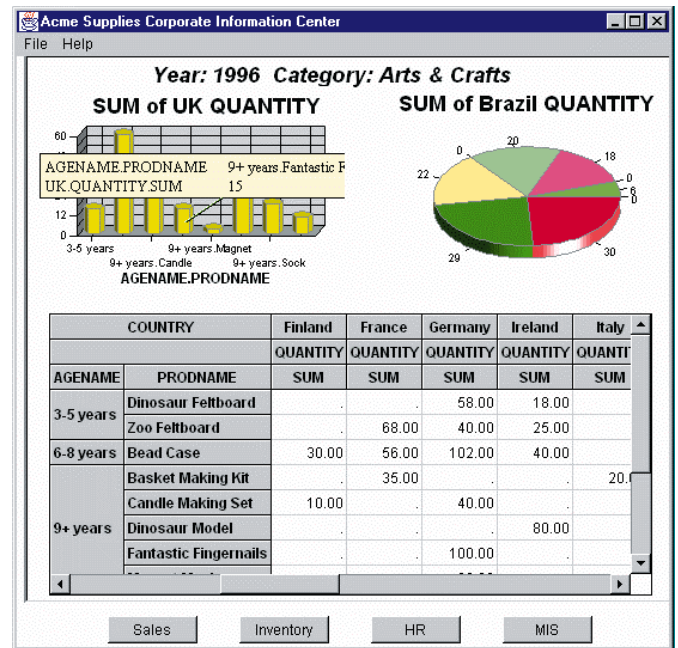 Acme Supplies Corporate Information Center
File Help
Year: 1996 Category: Arts & Crafts
SUM of UK QUANTITY
SUM of Brazil QUANTITY
60
AGENAME.PRODNAME 9+ years.Fantastic F
UK.QUANTITY.SUM 15
12
0
3-5 years 9+ years.Magnet
9+ years.Candle 9+ years.Sock
AGENAME.PRODNAME
0
20
18
0
6
0
22
29
30
COUNTRY Finland France Germany Ireland Italy
QUANTITY QUANTITY QUANTITY QUANTITY QUANTIT
AGENAME PRODNAME SUM SUM SUM SUM SUM
3-5 years Dinosaur Feltboard . . 58.00 18.00
Zoo Feltboard . 68.00 40.00 25.00
6-8 years Bead Case 30.00 56.00 102.00 40.00
9+ years Basket Making Kit . 35.00 . . 20.
Candle Making Set 10.00 . 40.00 .
Dinosaur Model . . . 80.00
Fantastic Fingernails . . 100.00 .
Sales Inventory HR MIS